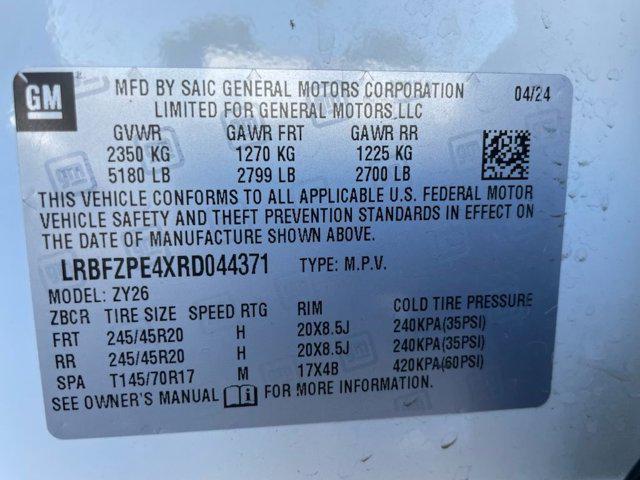 GM
MFD BY SAIC GENERAL MOTORS CORPORATION
LIMITED FOR GENERAL MOTORS LLC
04/24
GVWR GAWR FRT GAWR RR
2350 KG 1270 KG 1225 KG
5180 LB 2799 LB 2700 LB
THIS VEHICLE CONFORMS TO ALL APPLICABLE U.S. FEDERAL MOTOR
VEHICLE SAFETY AND THEFT PREVENTION STANDARDS IN EFFECT ON
THE DATE OF MANUFACTURE SHOWN ABOVE.
LRBFZPE4XRD044371 TYPE: M.P.V.
MODEL: ZY26
ZBCR TIRE SIZE SPEED RTG RIM COLD TIRE PRESSURE
FRT 245/45R20 H 20X8.5J 240KPA(35PSI)
RR 245/45R20 H 20X8.5J 240KPA(35PSI)
SPA T145/70R17 M 17X4B 420KPA(60PSI)
SEE OWNER'S MANUAL FOR MORE INFORMATION.